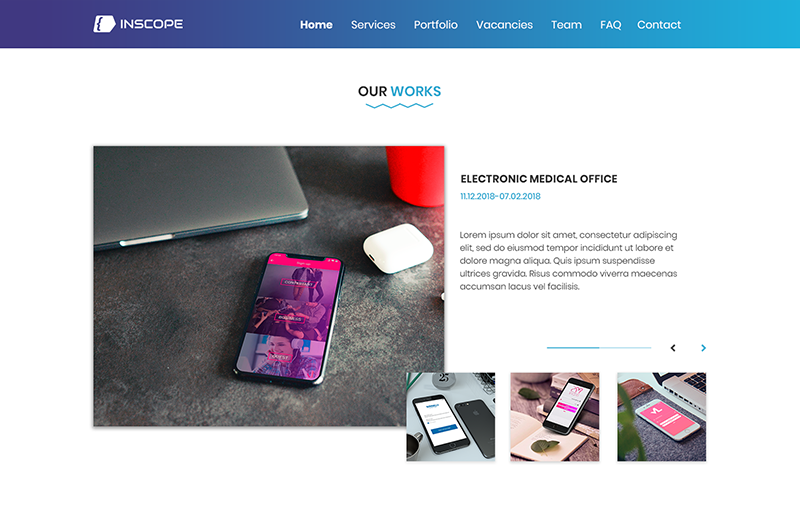 INSCOPE
Home Services Portfolio Vacancies Team FAQ Contact
OUR WORKS
ELECTRONIC MEDICAL OFFICE
11.12.2018-07.02.2018
Lorem ipsum dolor sit amet, consectetur adipiscing
elit, sed do eiusmod tempor incididunt ut labore et
dolore magna aliqua. Quis ipsum suspendisse
ultrices gravida. Risus commodo viverra maecenas
accumsan lacus vel facilisis.
25
VL